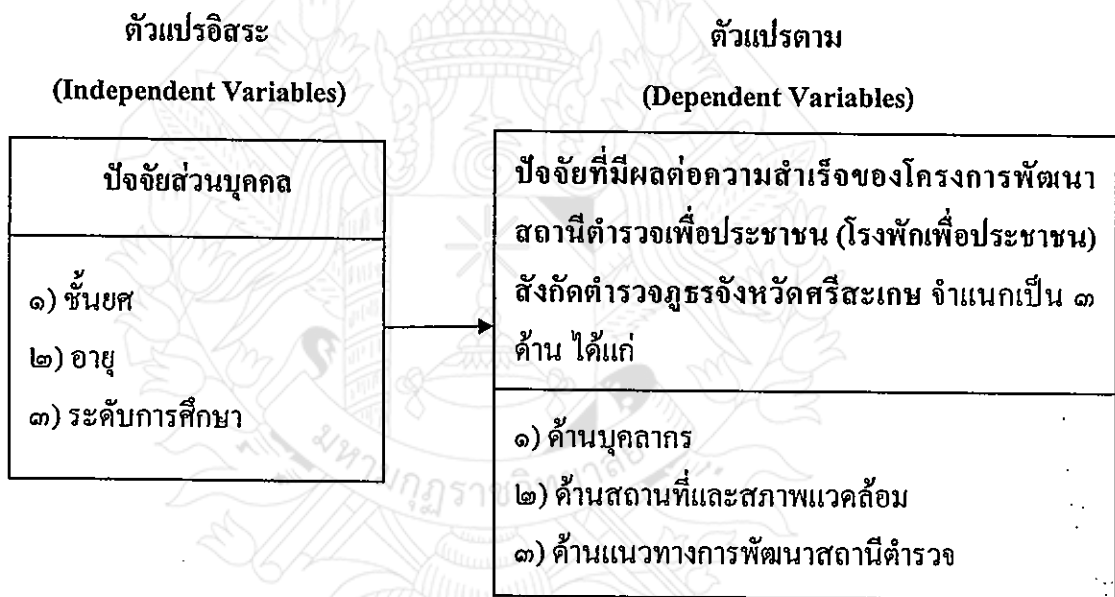 ตัวแปรอิสระ
(Independent Variables)
ปัจจัยส่วนบุคคล
๑) ชั้นยศ
๒) อายุ
๓) ระดับการศึกษา
ตัวแปรตาม
(Dependent Variables)
ปัจจัยที่มีผลต่อความสำเร็จของโครงการพัฒนา
สถานีตำรวจเพื่อประชาชน (โรงพักเพื่อประชาชน)
สังกัดตำรวจภูธรจังหวัดศรีสะเกษ จำแนกเป็น ๓
ด้าน ได้แก่
๑) ด้านบุคลากร
๒) ด้านสถานที่และสภาพแวดล้อม
๓) ด้านแนวทางการพัฒนาสถานีตำรวจ